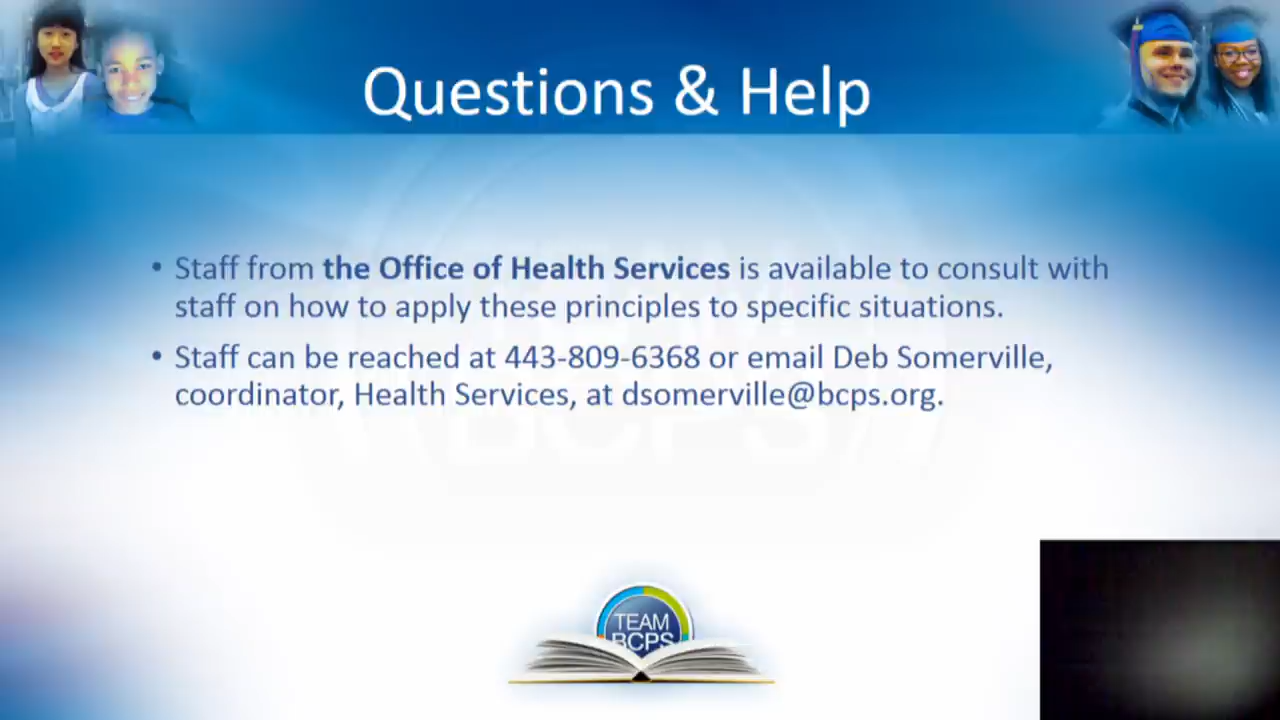 Questions & Help
• Staff from the Office of Health Services is available to consult with
staff on how to apply these principles to specific situations.
• Staff can be reached at 443-809-6368 or email Deb Somerville,
coordinator, Health Services, at dsomerville@bcps.org.
TEAM
BCPS